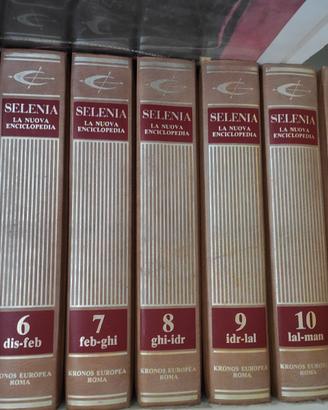 SELENIA
LA NUOVA
ENCICLOPEDIA
6
dis-feb
KRONOS EUROPEA
ROMA
SELENIA
LA NUOVA
ENCICLOPEDIA
7
feb-ghi
KRONOS EUROPEA
ROMA
SELENIA
LA NUOVA
ENCICLOPEDIA
8
ghi-idr
KRONOS EUROPEA
ROMA
SELENIA
LA NUOVA
ENCICLOPEDIA
9
idr-lal
KRONOS EUROPEA
ROMA
SELENIA
LA NUOVA
ENCICLOPEDIA
10
lal-man
KRONOS EUROPEA
ROMA